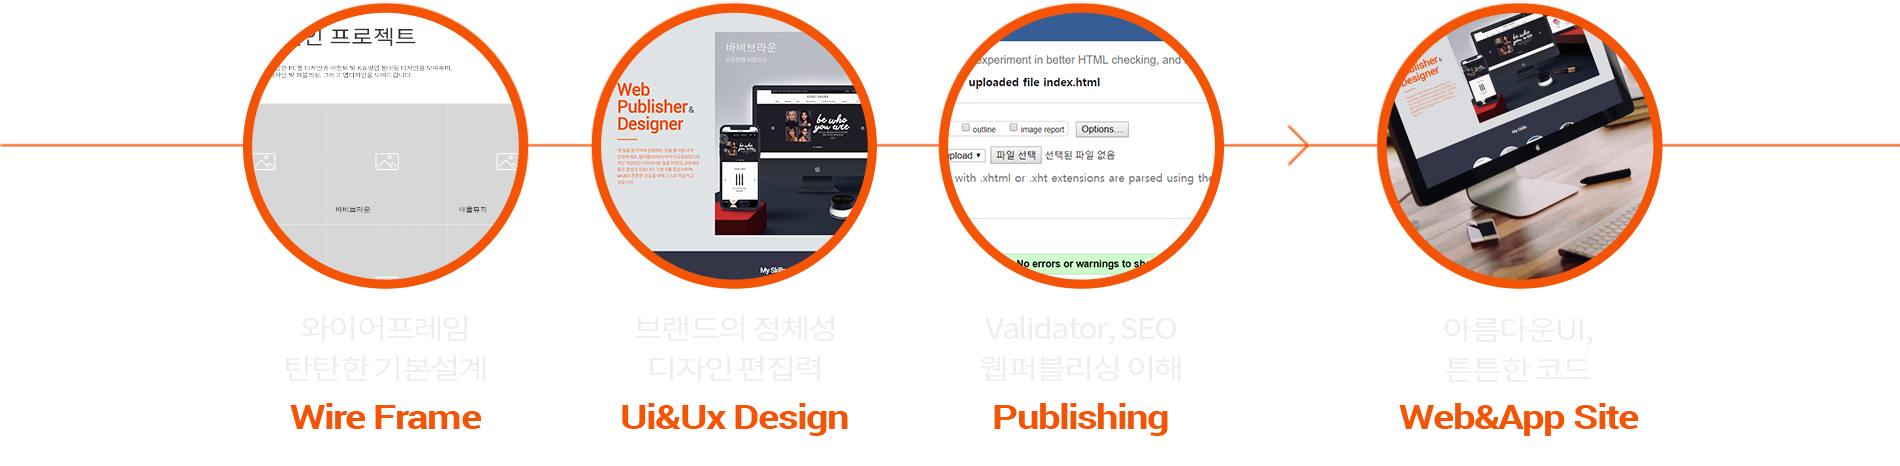 인 프로젝트
바비브라운
애플뮤직
바비브라운
Web
Publisher &
Designer
be who
you are
My Skills
experiment in better HTML checking, and
uploaded file index.html
outline
image report
Options...
upload
파일 선택
선택된 파일 없음
with .xhtml or .xht extensions are parsed using the
No errors or warnings to sh
be who
you are
Publisher &
Designer
My Skills
와이어프레임
탄탄한 기본설계
Wire Frame
브랜드의 정체성
디자인 편집력
Ui&Ux Design
Validator, SEO
웹퍼블리싱 이해
Publishing
아름다운UI,
튼튼한 코드
Web&App Site